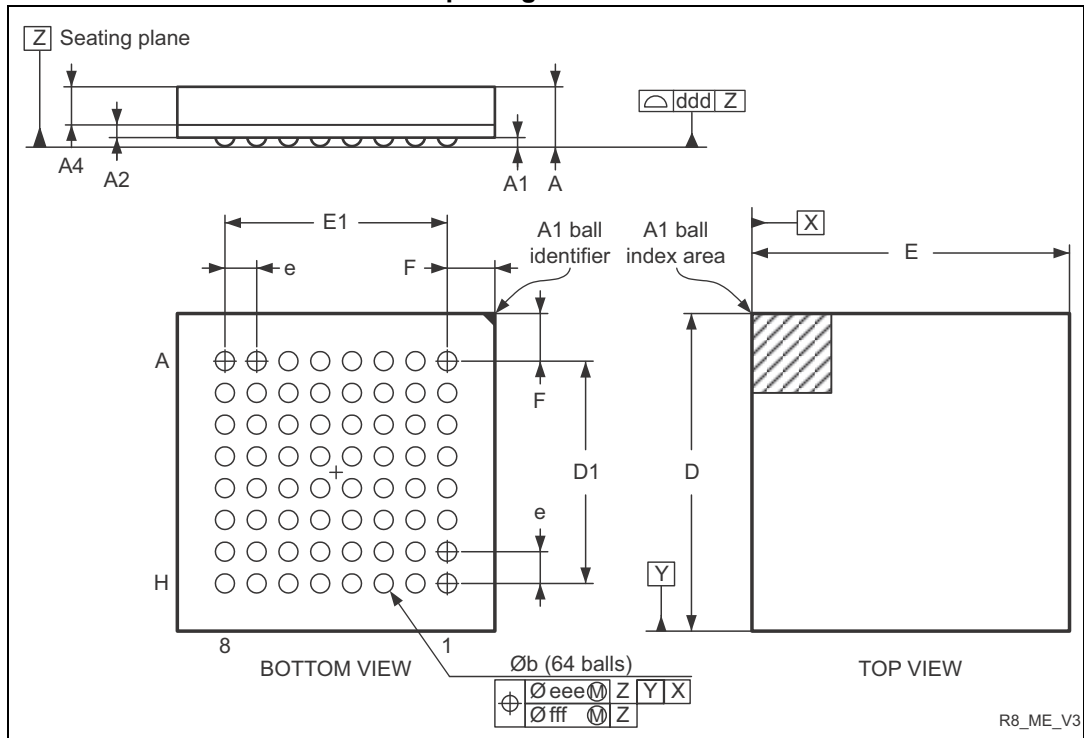 Z Seating plane
ddd Z
A4
A2
A1
A
E1
e
F
A1 ball
identifier
A1 ball
index area
X
E
A
F
D1
D
e
H
Y
8
1
BOTTOM VIEW
Øb (64 balls)
TOP VIEW
Ø eee Ⓜ Z Y X
Ø fff Ⓜ Z
R8_ME_V3